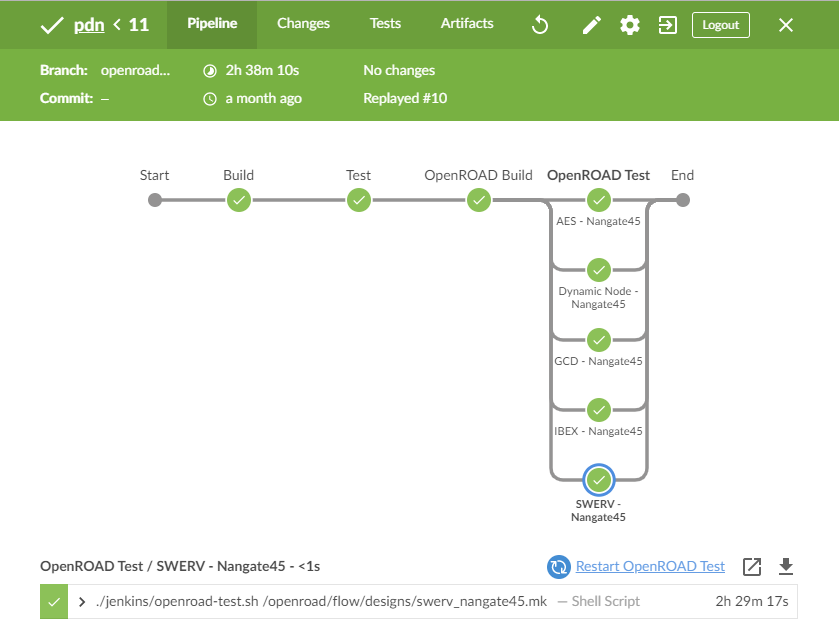 pdn < 11 Pipeline Changes Tests Artifacts Logout
Branch: openroad... 2h 38m 10s No changes
Commit: – a month ago Replayed #10
Start Build Test OpenROAD Build OpenROAD Test End
AES - Nangate45
Dynamic Node -
Nangate45
GCD - Nangate45
IBEX - Nangate45
SWERV -
Nangate45
OpenROAD Test / SWERV - Nangate45 - <1s Restart OpenROAD Test
./jenkins/openroad-test.sh /openroad/flow/designs/swerv_nangate45.mk — Shell Script 2h 29m 17s